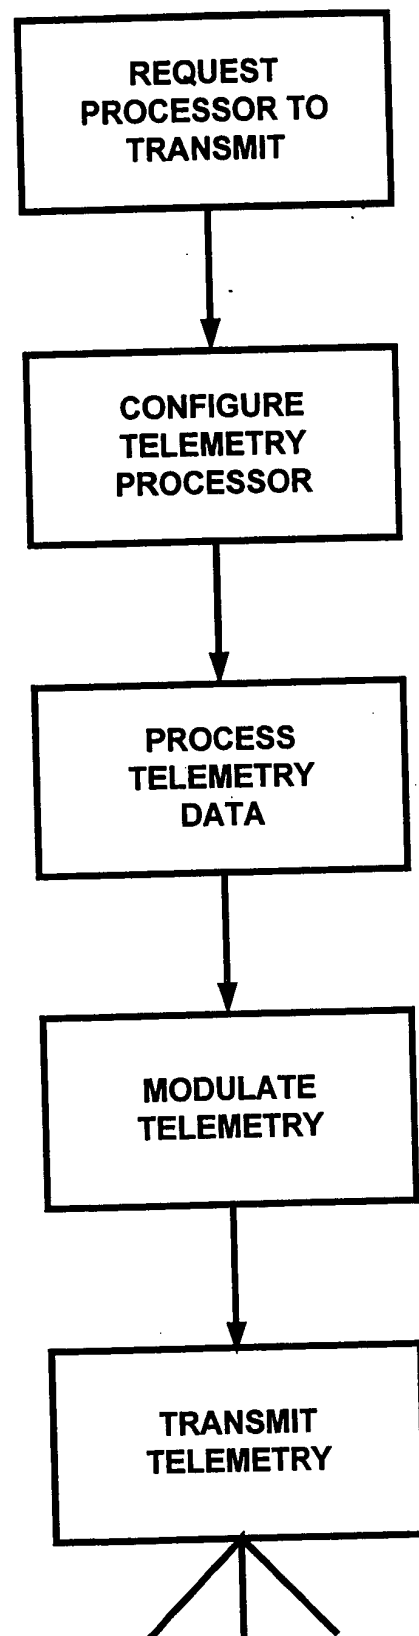 REQUEST
PROCESSOR TO
TRANSMIT
CONFIGURE
TELEMETRY
PROCESSOR
PROCESS
TELEMETRY
DATA
MODULATE
TELEMETRY
TRANSMIT
TELEMETRY